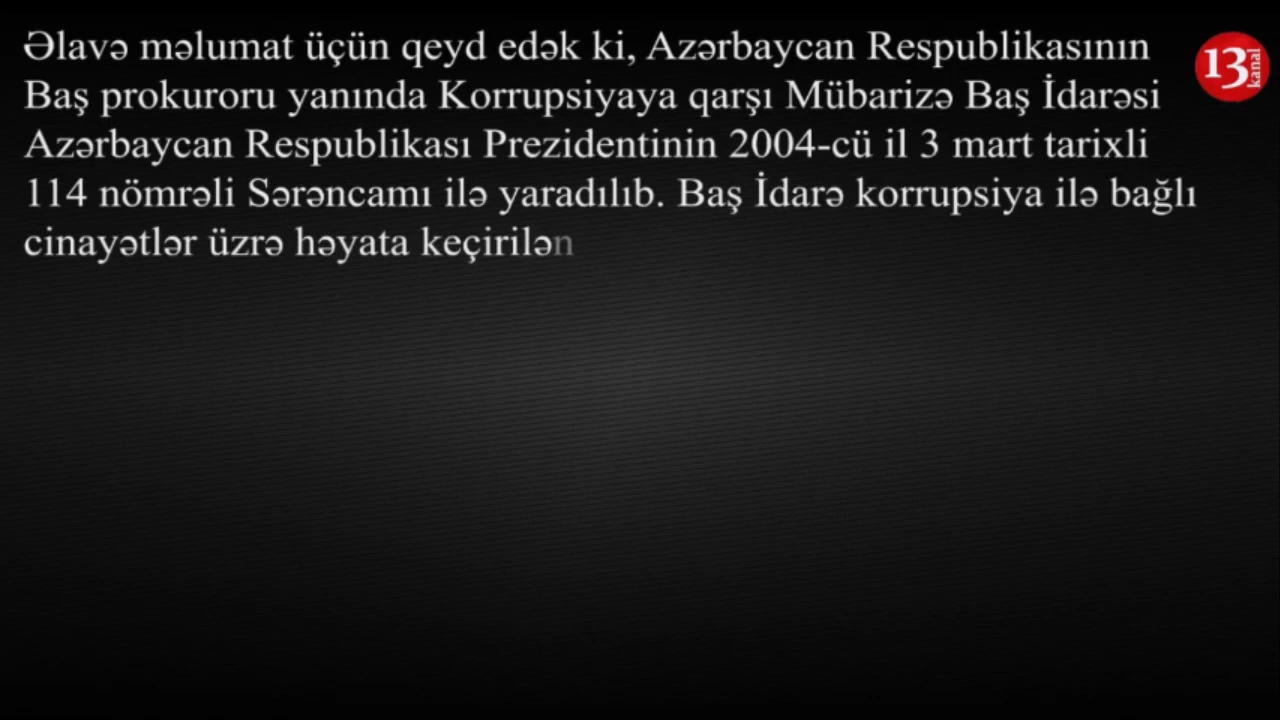 Əlavə məlumat üçün qeyd edək ki, Azərbaycan Respublikasının
Baş prokuroru yanında Korrupsiyaya qarşı Mübarizə Baş İdarəsi
Azərbaycan Respublikası Prezidentinin 2004-cü il 3 mart tarixli
114 nömrəli Sərəncamı ilə yaradılıb. Baş İdarə korrupsiya ilə bağlı
cinayətlər üzrə həyata keçirilən
13 kanal